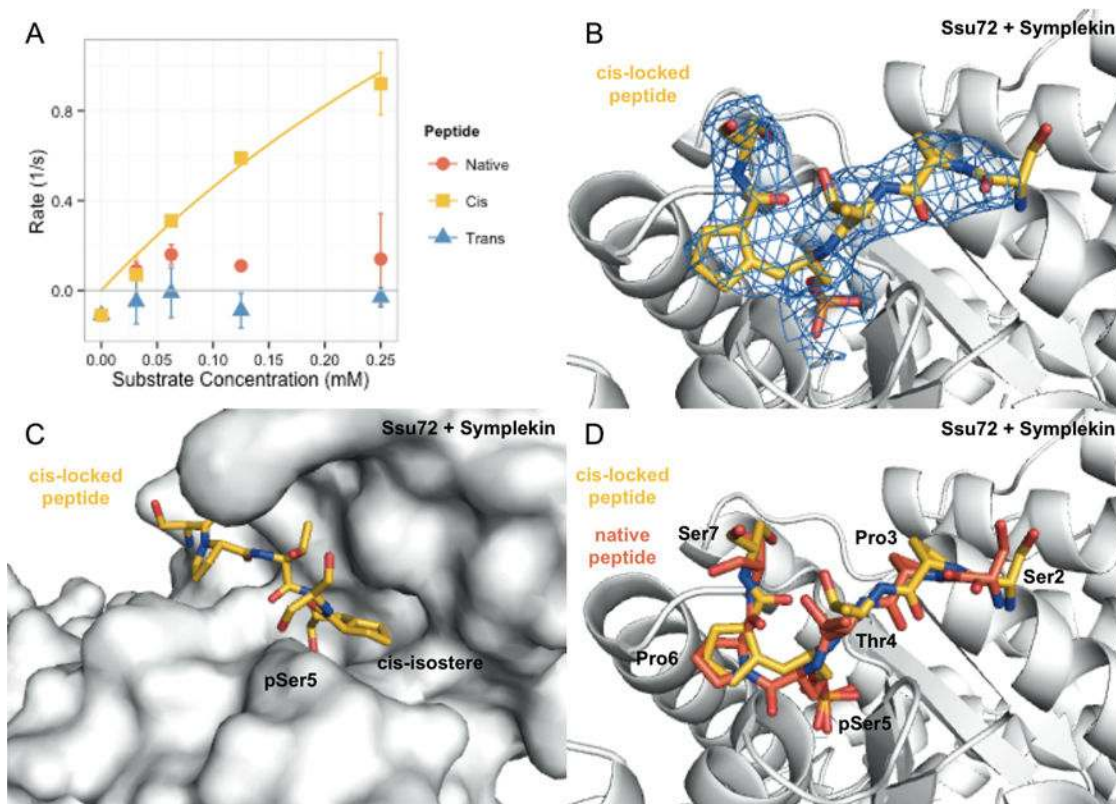 A
0.8
0.4
0.0
Rate (1/s)
0.00
0.05
0.10
0.15
0.20
0.25
Substrate Concentration (mM)
Peptide
Native
Cis
Trans
B
Ssu72 + Symplekin
cis-locked
peptide
C
Ssu72 + Symplekin
cis-locked
peptide
cis-isostere
pSer5
D
Ssu72 + Symplekin
cis-locked
peptide
native
peptide
Ser7
Pro3
Ser2
Pro6
Thr4
pSer5